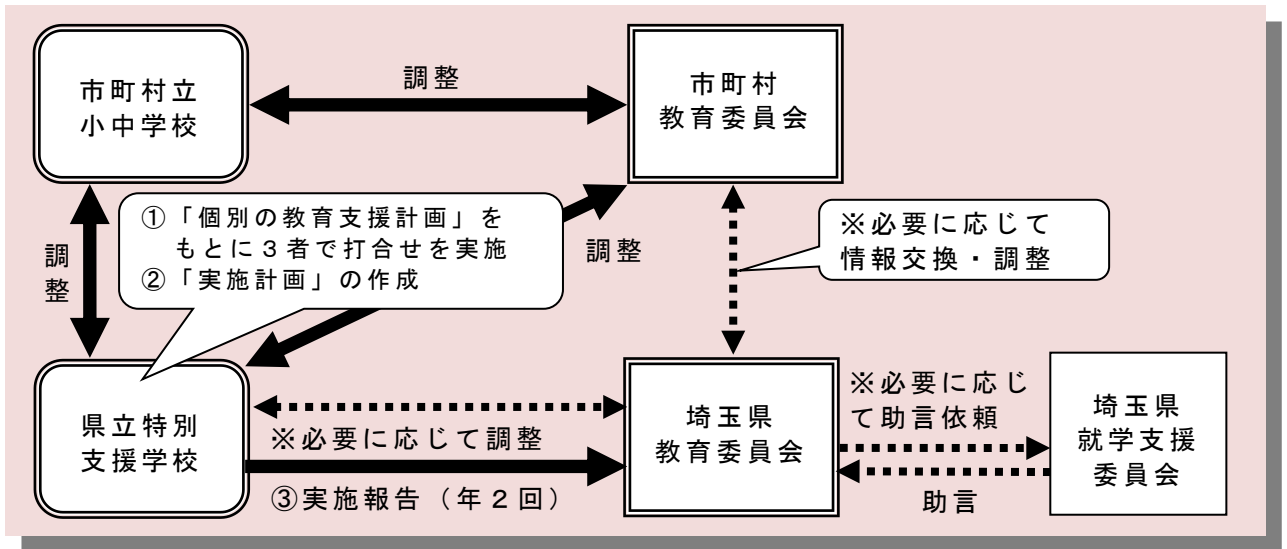 市町村立
小中学校
調整
市町村
教育委員会
調整
①「個別の教育支援計画」を
もとに３者で打合せを実施
②「実施計画」の作成
調整
※必要に応じて
情報交換・調整
県立特別
支援学校
※必要に応じて調整
③実施報告（年２回）
埼玉県
教育委員会
※必要に応じ
て助言依頼
助言
埼玉県
就学支援
委員会